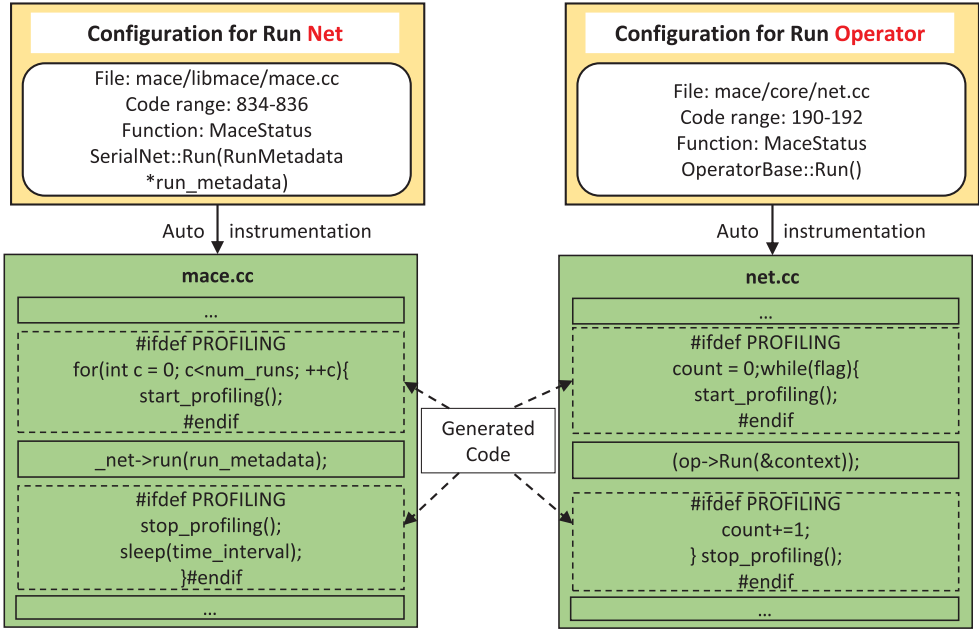 Configuration for Run Net
File: mace/libmace/mace.cc
Code range: 834-836
Function: MaceStatus
SerialNet::Run(RunMetadata
*run_metadata)
Auto instrumentation
mace.cc
...
#ifdef PROFILING
for(int c = 0; c<num_runs; ++c){
start_profiling();
#endif
_net->run(run_metadata);
#ifdef PROFILING
stop_profiling();
sleep(time_interval);
}#endif
...
Generated
Code
Configuration for Run Operator
File: mace/core/net.cc
Code range: 190-192
Function: MaceStatus
OperatorBase::Run()
Auto instrumentation
net.cc
...
#ifdef PROFILING
count = 0;while(flag){
start_profiling();
#endif
(op->Run(&context));
#ifdef PROFILING
count+=1;
} stop_profiling();
#endif
...